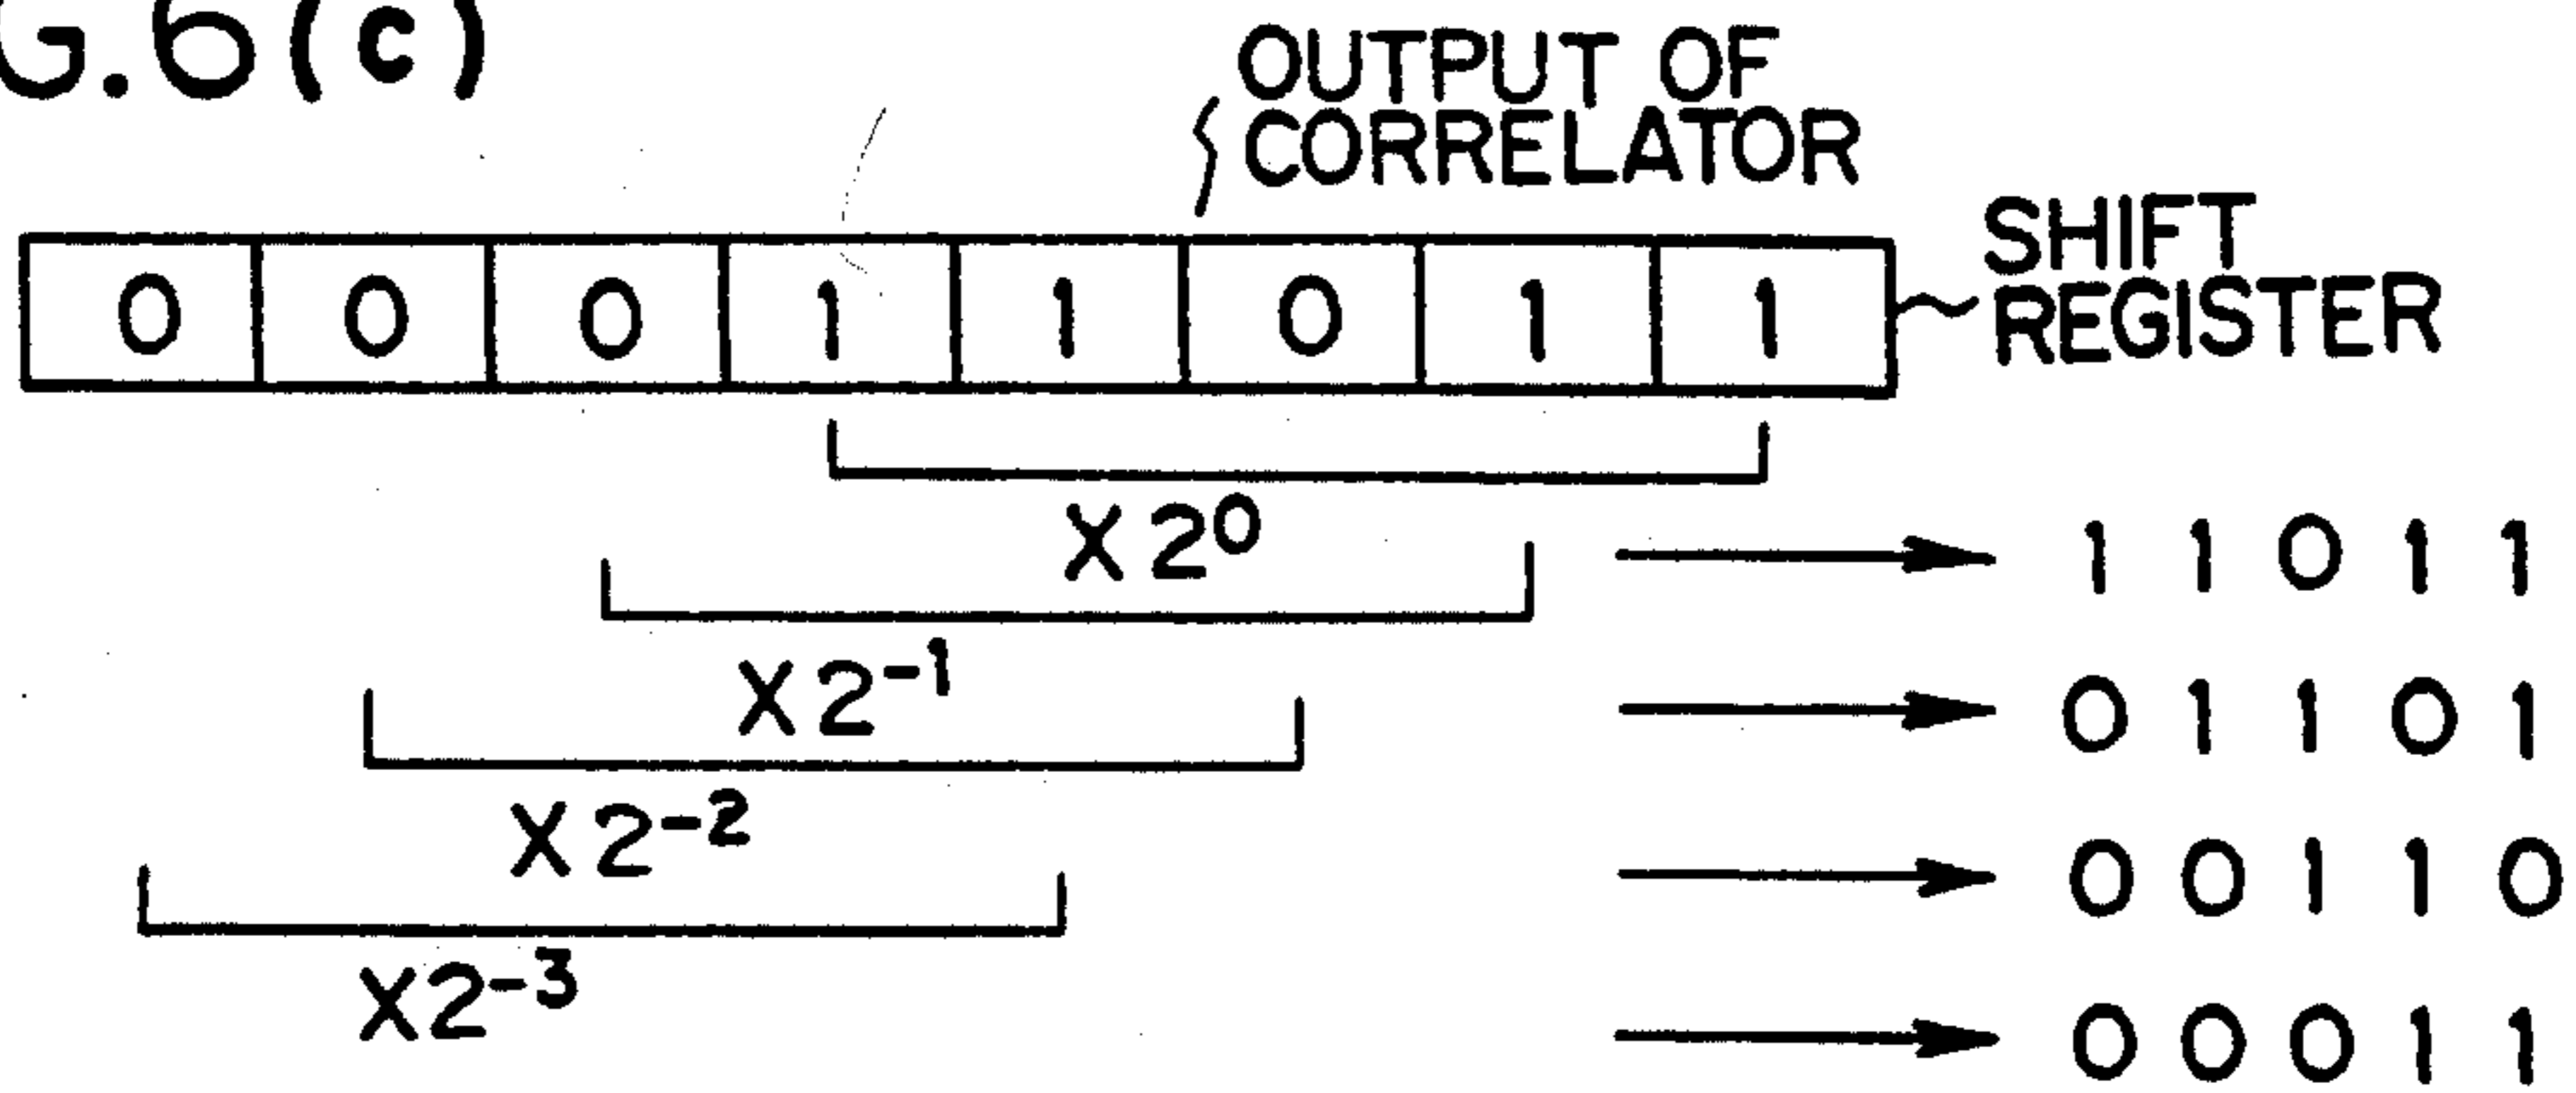 G.6(c)
OUTPUT OF
CORRELATOR
SHIFT
REGISTER
0 0 0 1 1 0 1 1
X2⁰
1 1 0 1 1
X2⁻¹
0 1 1 0 1
X2⁻²
0 0 1 1 0
X2⁻³
0 0 0 1 1